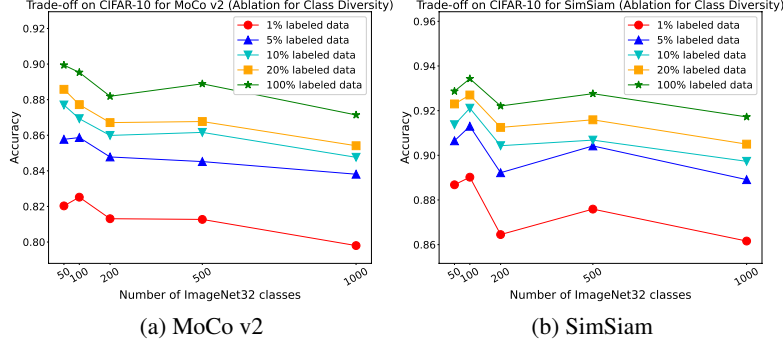 Trade-off on CIFAR-10 for MoCo v2 (Ablation for Class Diversity)
0.92
0.90
0.88
0.86
0.84
0.82
0.80
Accuracy
1% labeled data
5% labeled data
10% labeled data
20% labeled data
100% labeled data
50
100
200
500
1000
Number of ImageNet32 classes
(a) MoCo v2
Trade-off on CIFAR-10 for SimSiam (Ablation for Class Diversity)
0.96
0.94
0.92
0.90
0.88
0.86
Accuracy
1% labeled data
5% labeled data
10% labeled data
20% labeled data
100% labeled data
50
100
200
500
1000
Number of ImageNet32 classes
(b) SimSiam